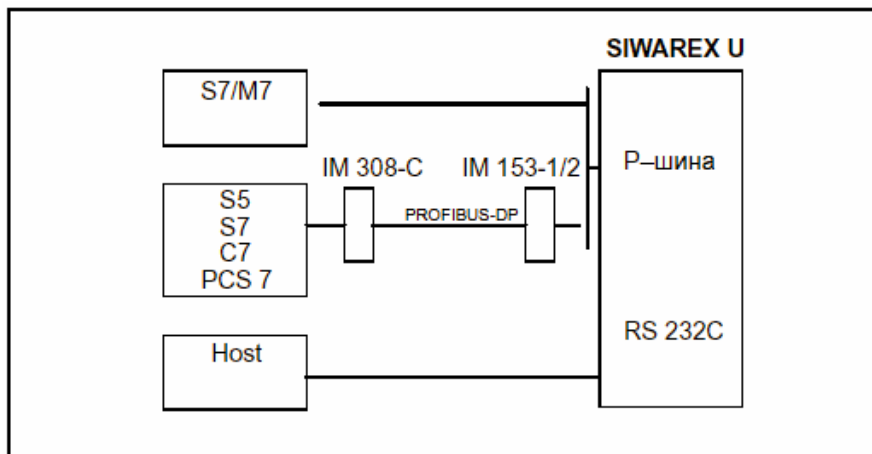 SIWAREX U
S7/M7
IM 308-C
IM 153-1/2
P–шина
S5
S7
C7
PCS 7
PROFIBUS-DP
RS 232C
Host